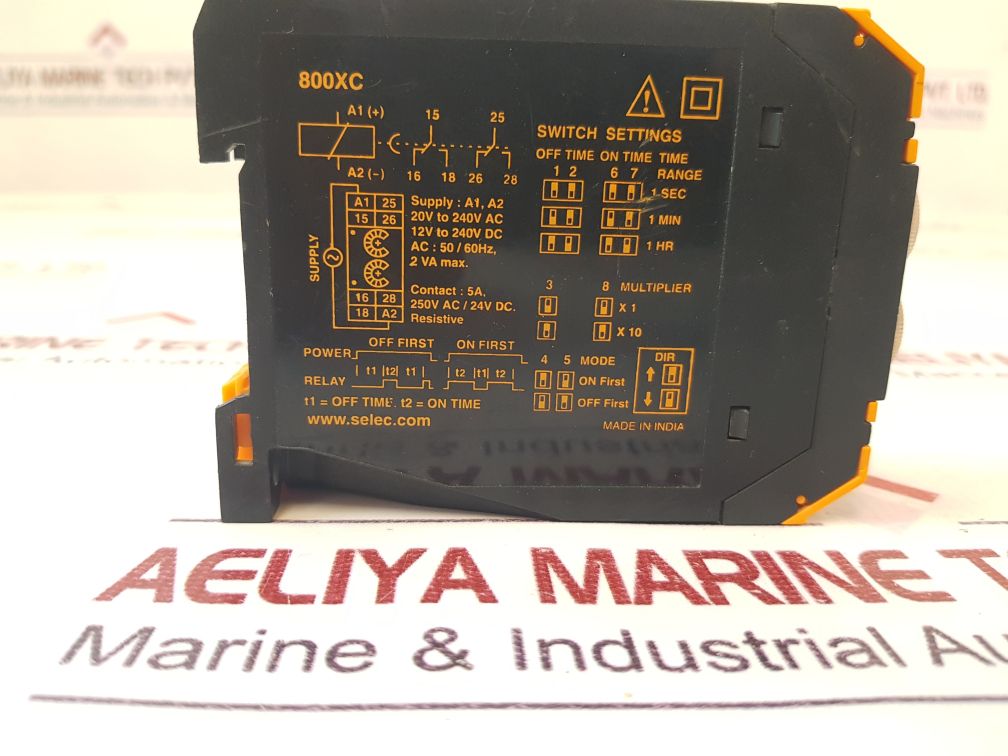 AELIYA MARINE TECH PVT
800XC
A1 (+) 15 25
A2 (–) 16 18 26 28
SUPPLY
A1 25
15 26
16 28
18 A2
Supply : A1, A2
20V to 240V AC
12V to 240V DC
AC : 50 / 60Hz,
2 VA max.
Contact : 5A,
250V AC / 24V DC.
Resistive
SWITCH SETTINGS
OFF TIME ON TIME TIME
1 2 6 7 RANGE
1 SEC
1 MIN
1 HR
3 8 MULTIPLIER
X 1
X 10
OFF FIRST ON FIRST
POWER
t1 t2 t1 t2 t1 t2
RELAY
t1 = OFF TIME. t2 = ON TIME
www.selec.com
4 5 MODE
ON First
OFF First
DIR
MADE IN INDIA
AELIYA MARINE T
Marine & Industrial Au